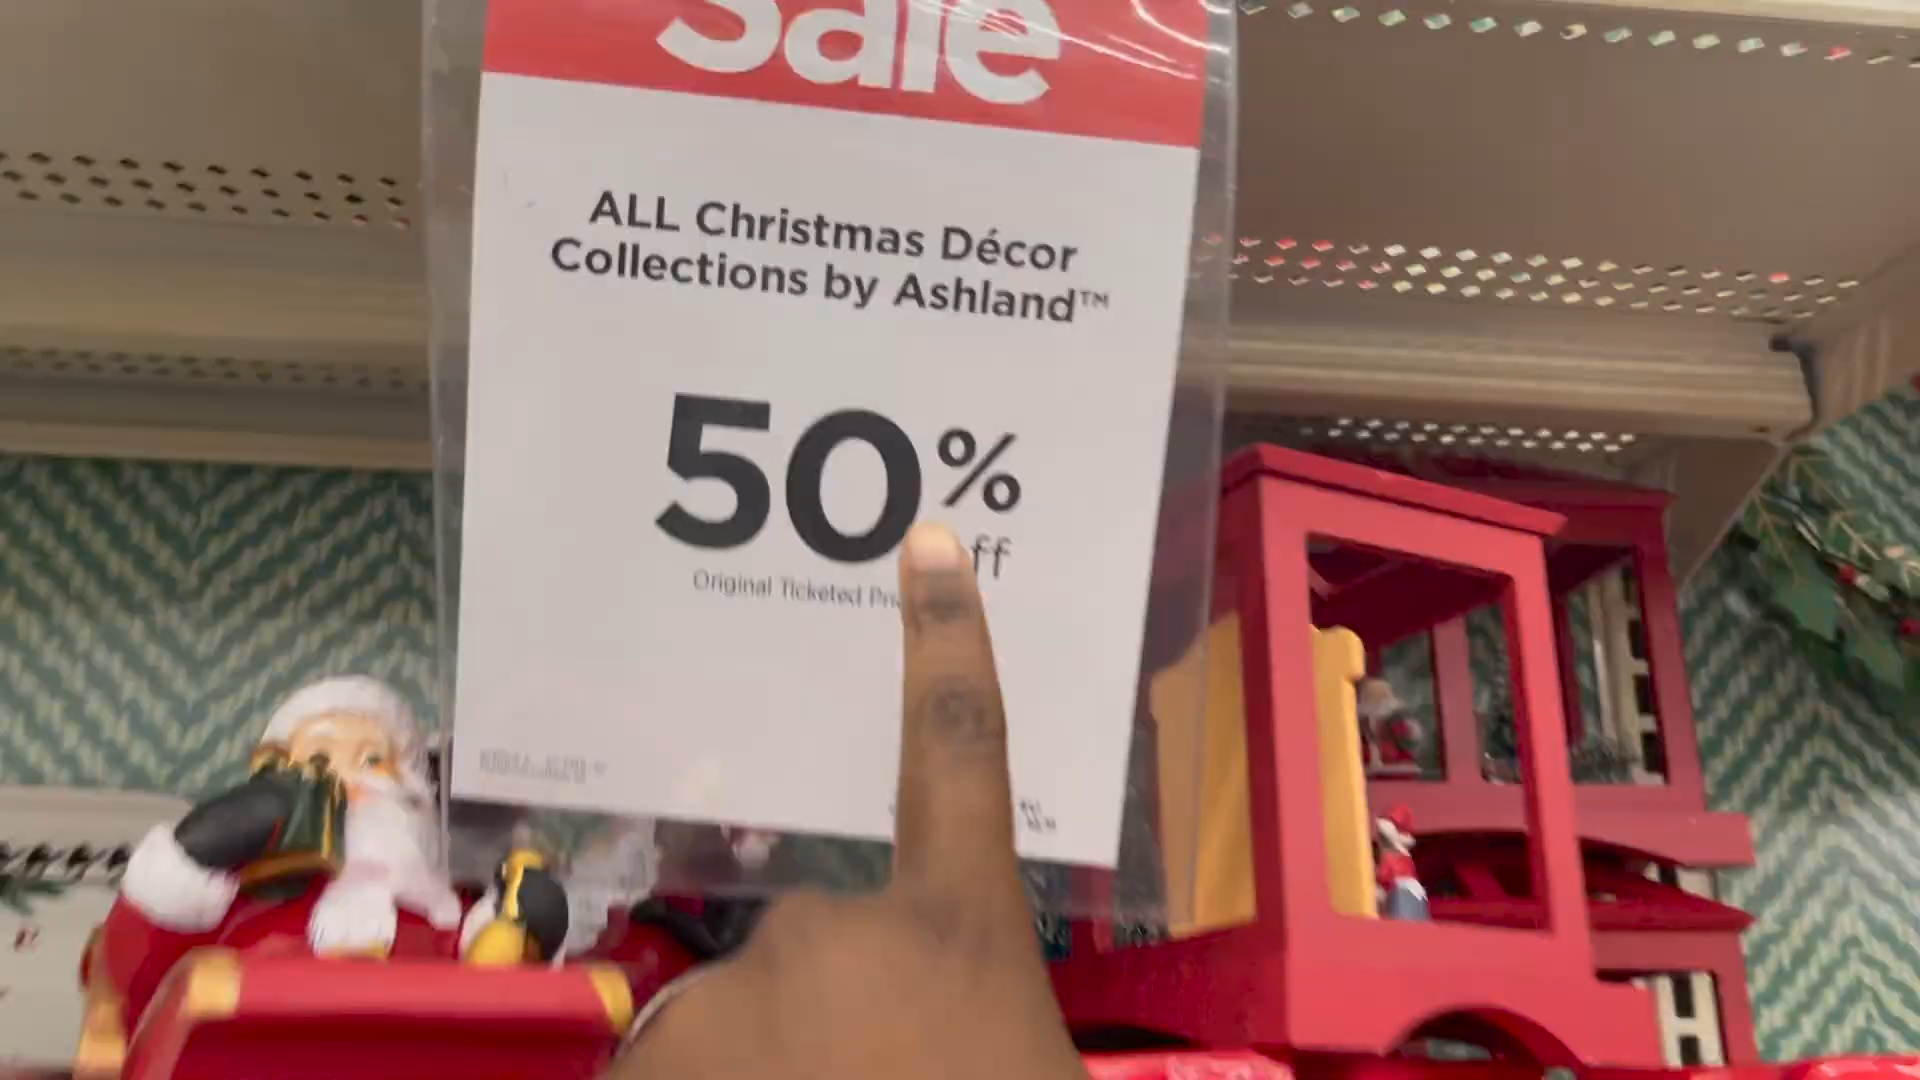 Sale
ALL Christmas Décor
Collections by Ashland™
50%
Original Ticketed